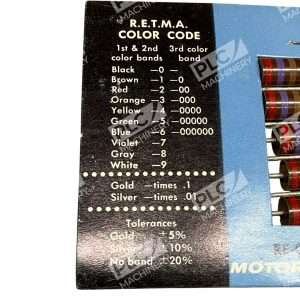 R.E.T.M.A.
COLOR CODE
1st & 2nd 3rd color
color bands band
Black —0 —
Brown —1 —0
Red —2 —00
Orange —3 —000
Yellow —4 —0000
Green —5 —00000
Blue —6 —000000
Violet —7
Gray —8
White —9
Gold —times .1
Silver —times .01
Tolerances
Gold ±5%
Silver ±10%
No band ±20%
PLC
MACHINERY